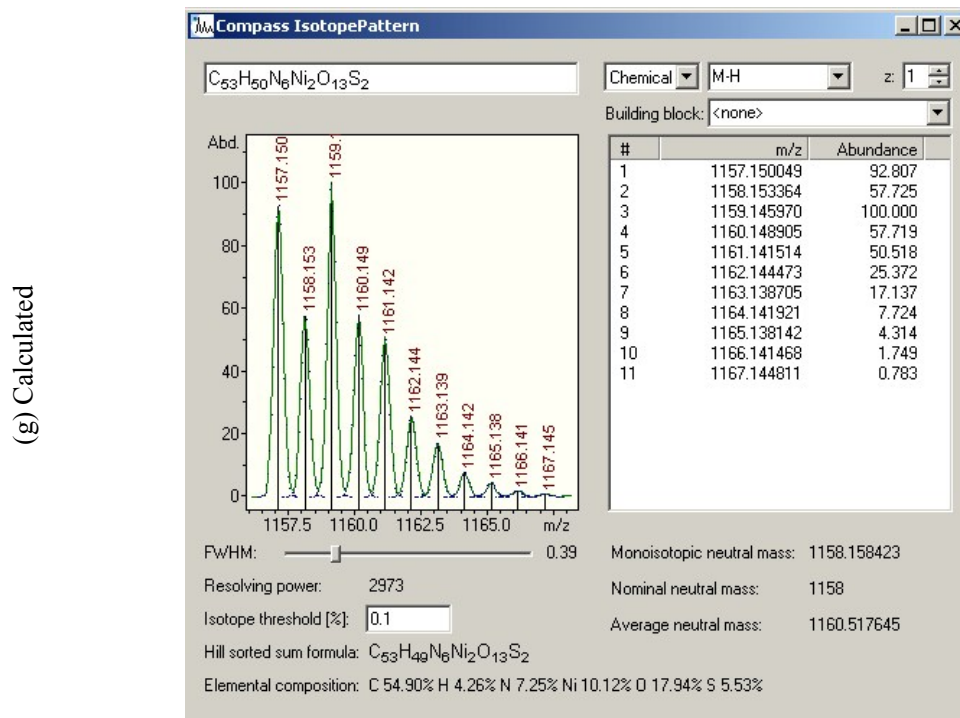 (g) Calculated
Compass IsotopePattern
C53H50N6Ni2O13S2
Chemical M-H z: 1
Building block: <none>
Abd.
100
80
60
40
20
0
1157.150
1158.153
1159.1
1160.149
1161.142
1162.144
1163.139
1164.142
1165.138
1166.141
1167.145
1157.5 1160.0 1162.5 1165.0 m/z
# m/z Abundance
1 1157.150049 92.807
2 1158.153364 57.725
3 1159.145970 100.000
4 1160.148905 57.719
5 1161.141514 50.518
6 1162.144473 25.372
7 1163.138705 17.137
8 1164.141921 7.724
9 1165.138142 4.314
10 1166.141468 1.749
11 1167.144811 0.783
FWHM: 0.39
Resolving power: 2973
Isotope threshold [%]: 0.1
Hill sorted sum formula: C53H49N6Ni2O13S2
Elemental composition: C 54.90% H 4.26% N 7.25% Ni 10.12% O 17.94% S 5.53%
Monoisotopic neutral mass: 1158.158423
Nominal neutral mass: 1158
Average neutral mass: 1160.517645